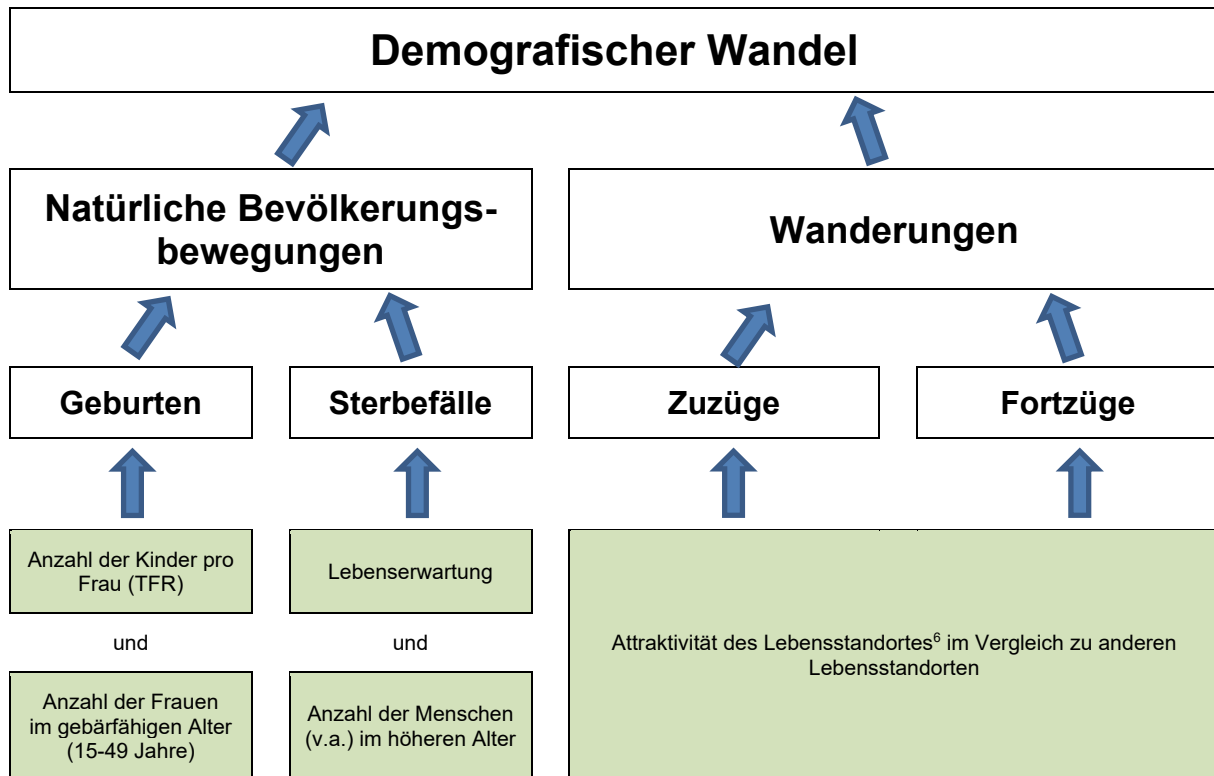 Demografischer Wandel
Natürliche Bevölkerungs-
bewegungen
Wanderungen
Geburten
Sterbefälle
Zuzüge
Fortzüge
Anzahl der Kinder pro
Frau (TFR)
und
Anzahl der Frauen
im gebärfähigen Alter
(15-49 Jahre)
Lebenserwartung
und
Anzahl der Menschen
(v.a.) im höheren Alter
Attraktivität des Lebensstandortes⁶ im Vergleich zu anderen
Lebensstandorten